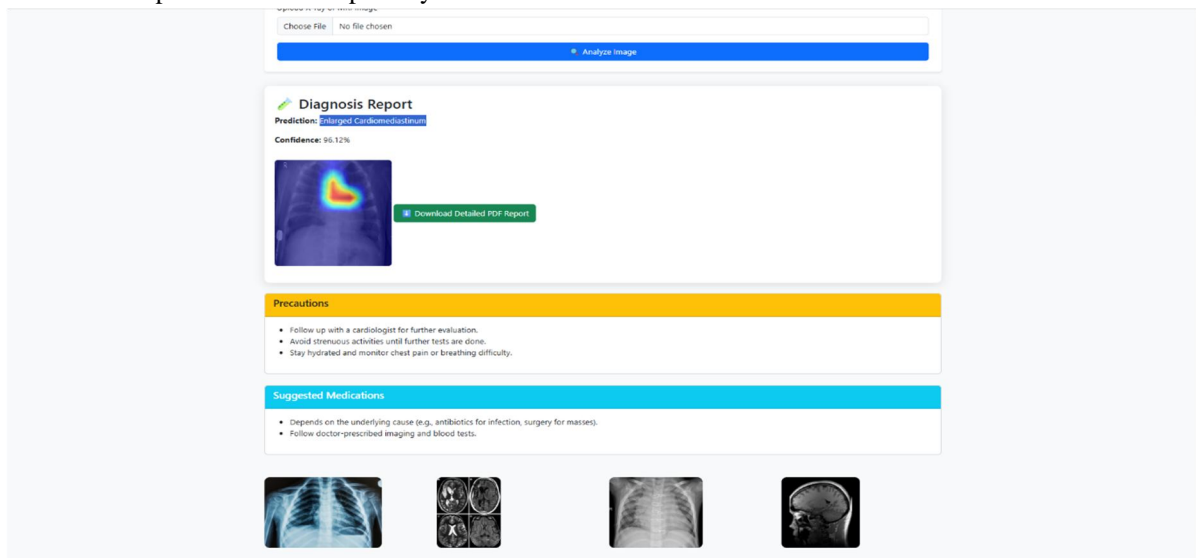 Choose File No file chosen
Analyze Image
Diagnosis Report
Prediction: Enlarged Cardiomediastinum
Confidence: 96.12%
Download Detailed PDF Report
Precautions
• Follow up with a cardiologist for further evaluation.
• Avoid strenuous activities until further tests are done.
• Stay hydrated and monitor chest pain or breathing difficulty.
Suggested Medications
• Depends on the underlying cause (e.g., antibiotics for infection, surgery for masses).
• Follow doctor-prescribed imaging and blood tests.